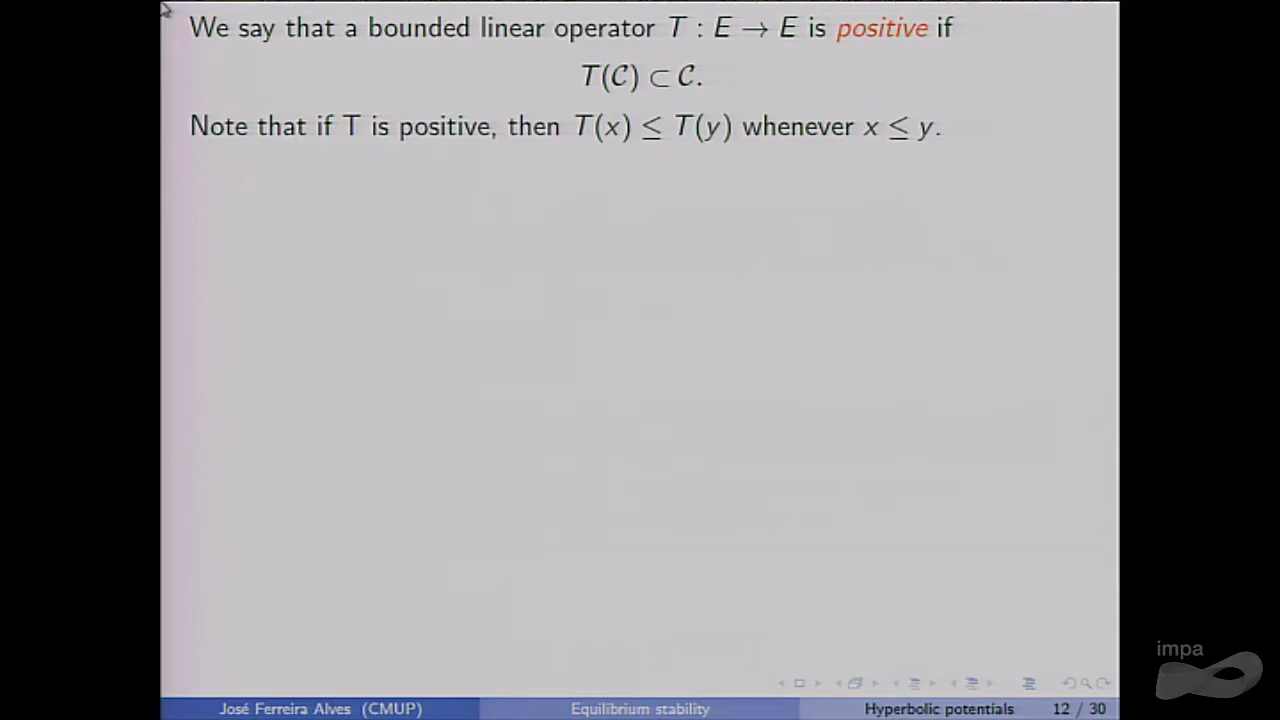 We say that a bounded linear operator T : E → E is positive if
T(𝒞) ⊂ 𝒞.
Note that if T is positive, then T(x) ≤ T(y) whenever x ≤ y.
impa
José Ferreira Alves (CMUP) Equilibrium stability Hyperbolic potentials 12 / 30